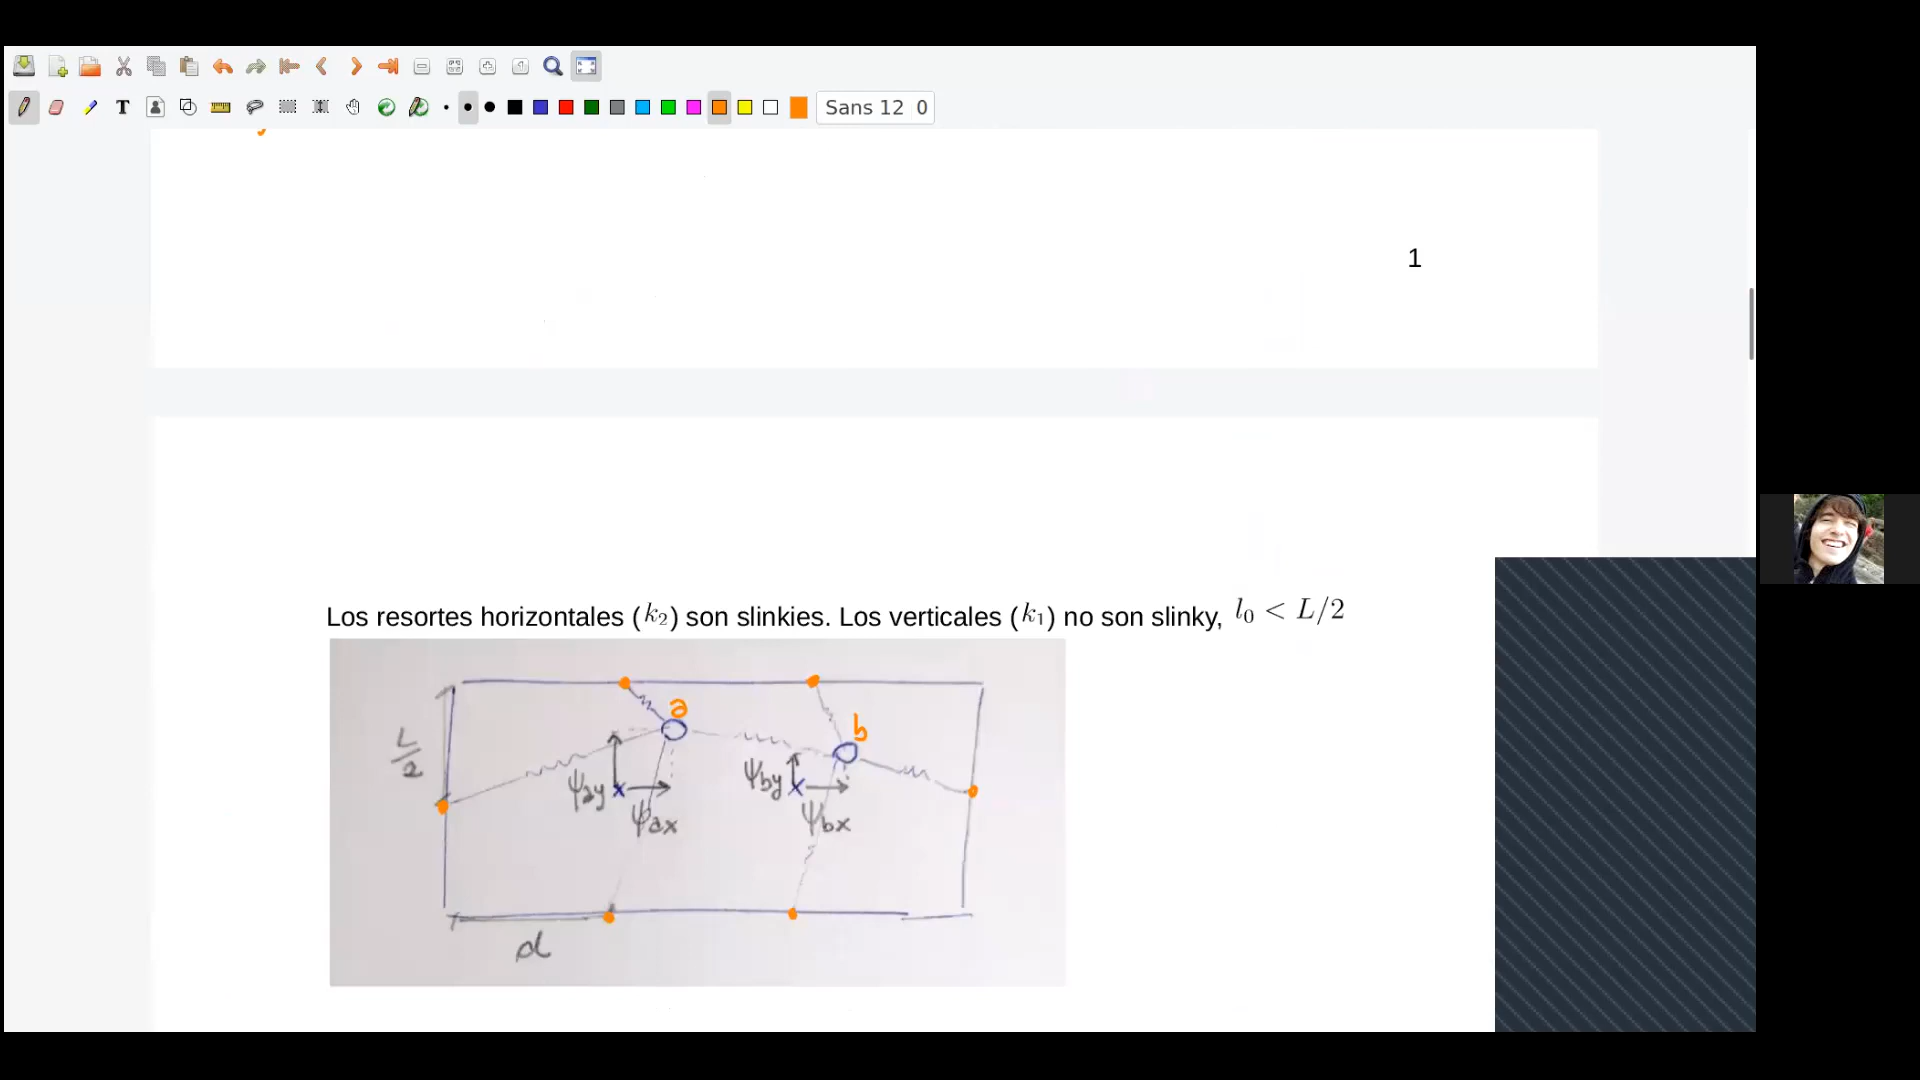 T
Sans 12 0
1
Los resortes horizontales (k₂) son slinkies. Los verticales (k₁) no son slinky, l₀ < L/2
a
b
L/2
ψay
ψax
ψby
ψbx
d